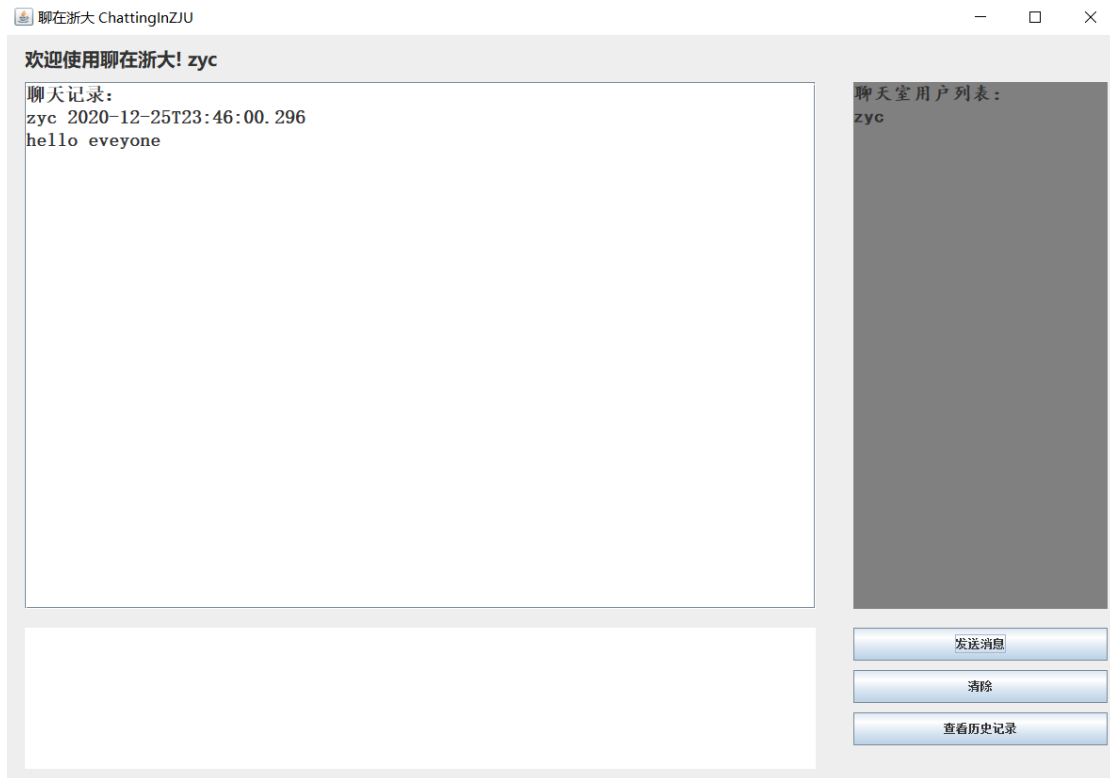 聊在浙大 ChattingInZJU
欢迎使用聊在浙大! zyc
聊天记录:
zyc 2020-12-25T23:46:00.296
hello eveyone
聊天室用户列表:
zyc
发送消息
清除
查看历史记录